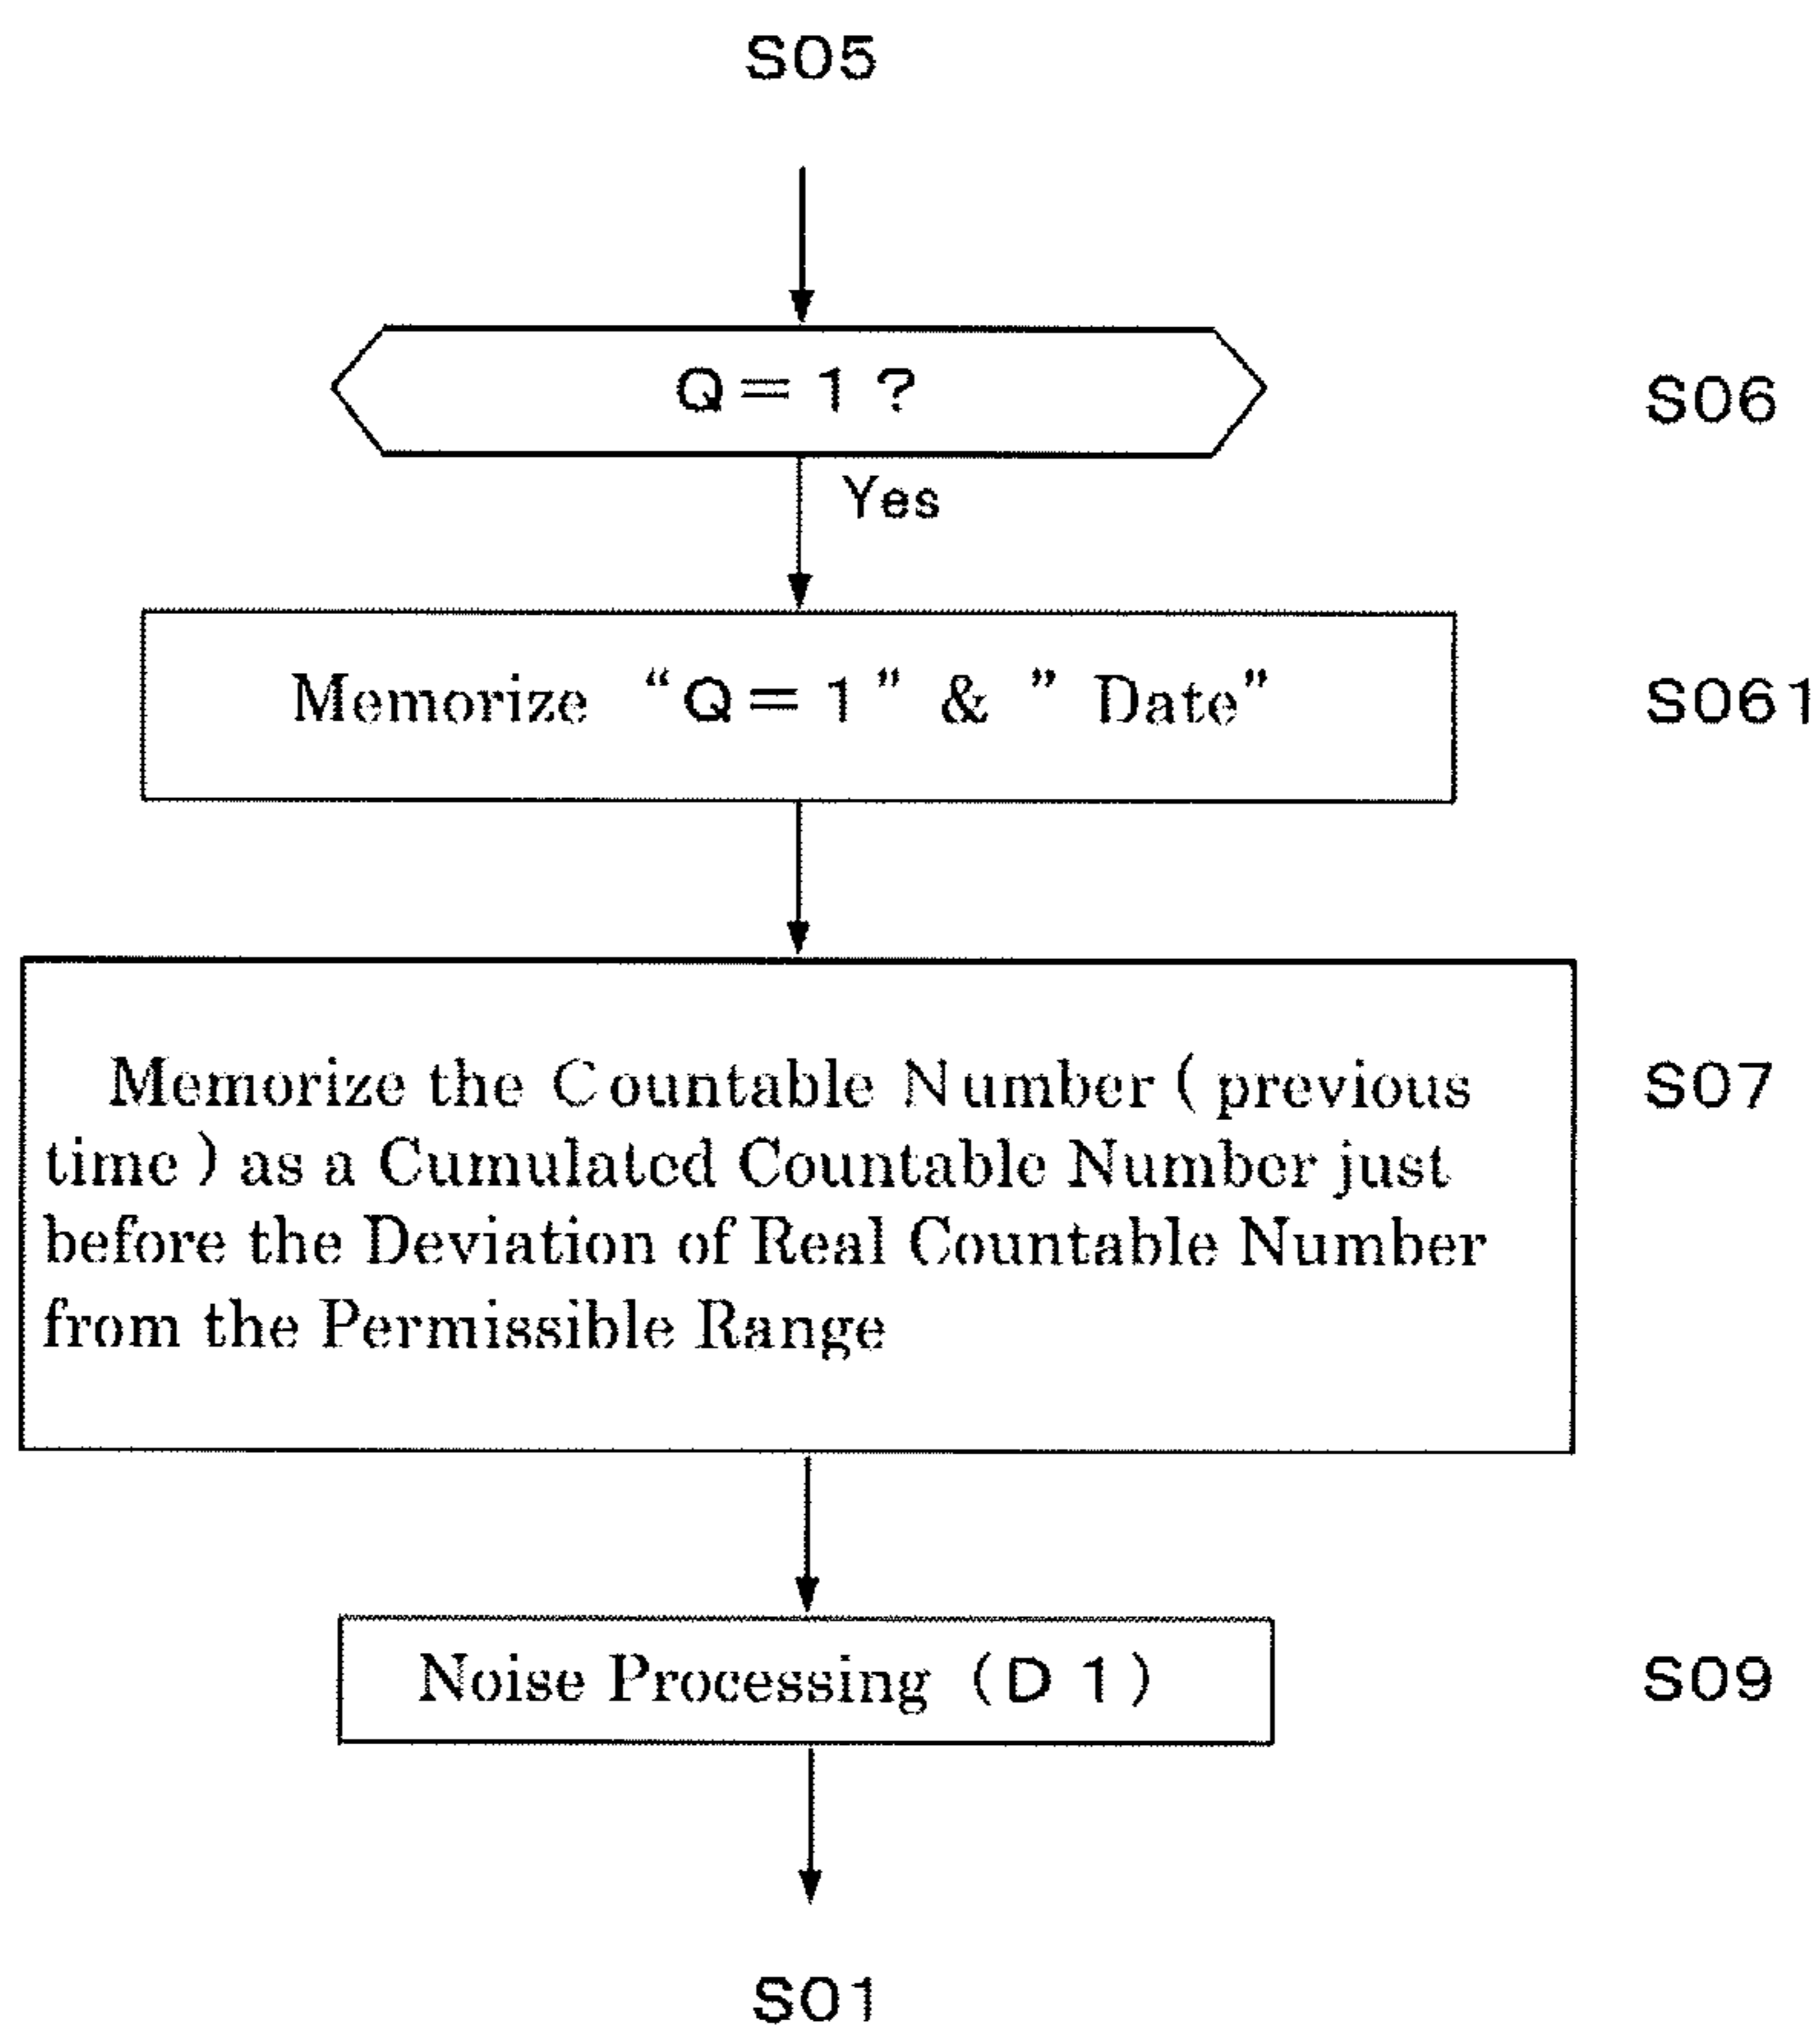 S05
Q=1?
S06
Yes
Memorize “Q=1” & ” Date”
S061
Memorize the Countable Number (previous
time) as a Cumulated Countable Number just
before the Deviation of Real Countable Number
from the Permissible Range
S07
Noise Processing (D1)
S09
S01